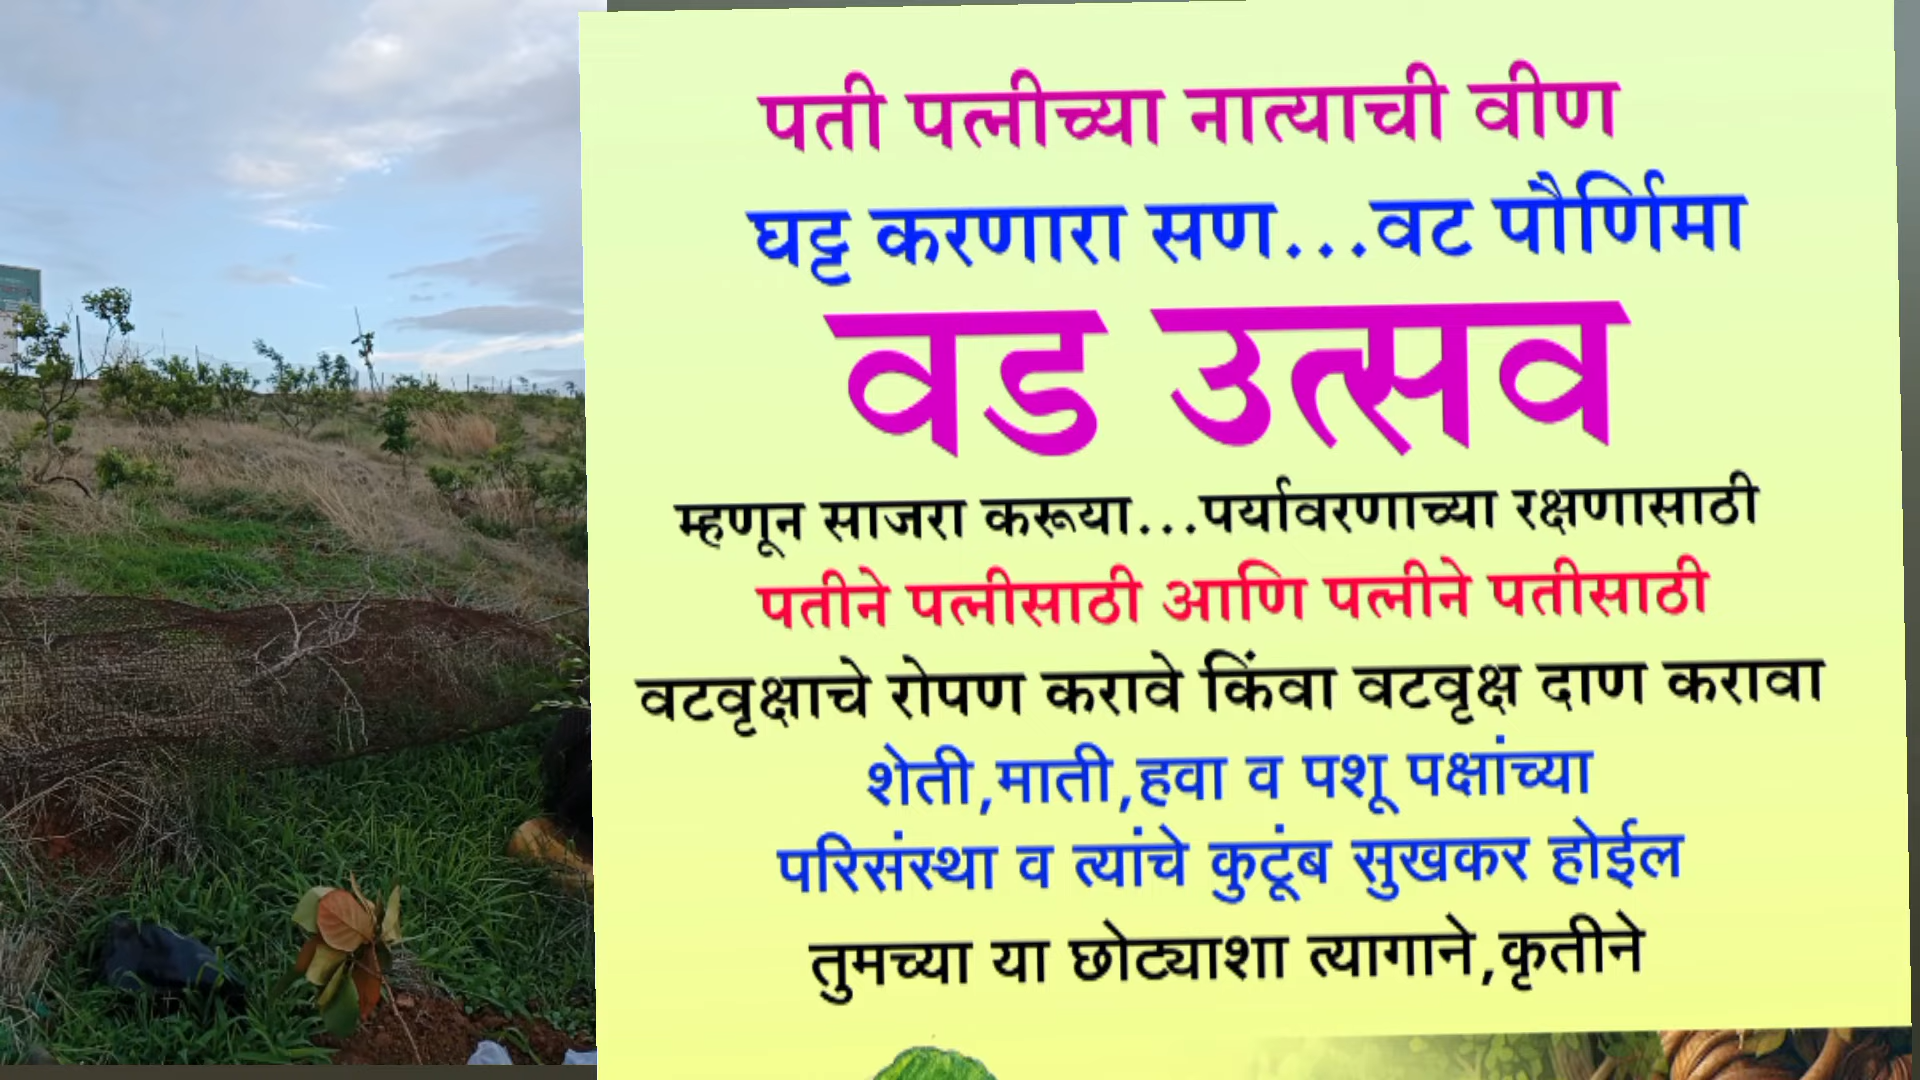 पती पत्नीच्या नात्याची वीण
घट्ट करणारा सण...वट पौर्णिमा
वड उत्सव
म्हणून साजरा करूया...पर्यावरणाच्या रक्षणासाठी
पतीने पत्नीसाठी आणि पत्नीने पतीसाठी
वटवृक्षाचे रोपण करावे किंवा वटवृक्ष दाण करावा
शेती,माती,हवा व पशू पक्षांच्या
परिसंस्था व त्यांचे कुटूंब सुखकर होईल
तुमच्या या छोट्याशा त्यागाने,कृतीने